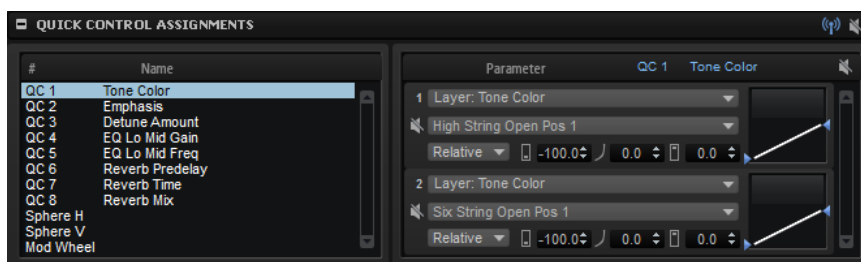 QUICK CONTROL ASSIGNMENTS
# Name
QC 1 Tone Color
QC 2 Emphasis
QC 3 Detune Amount
QC 4 EQ Lo Mid Gain
QC 5 EQ Lo Mid Freq
QC 6 Reverb Predelay
QC 7 Reverb Time
QC 8 Reverb Mix
Sphere H
Sphere V
Mod Wheel
Parameter QC 1 Tone Color
1 Layer: Tone Color
High String Open Pos 1
Relative -100.0 0.0 0.0
2 Layer: Tone Color
Six String Open Pos 1
Relative -100.0 0.0 0.0